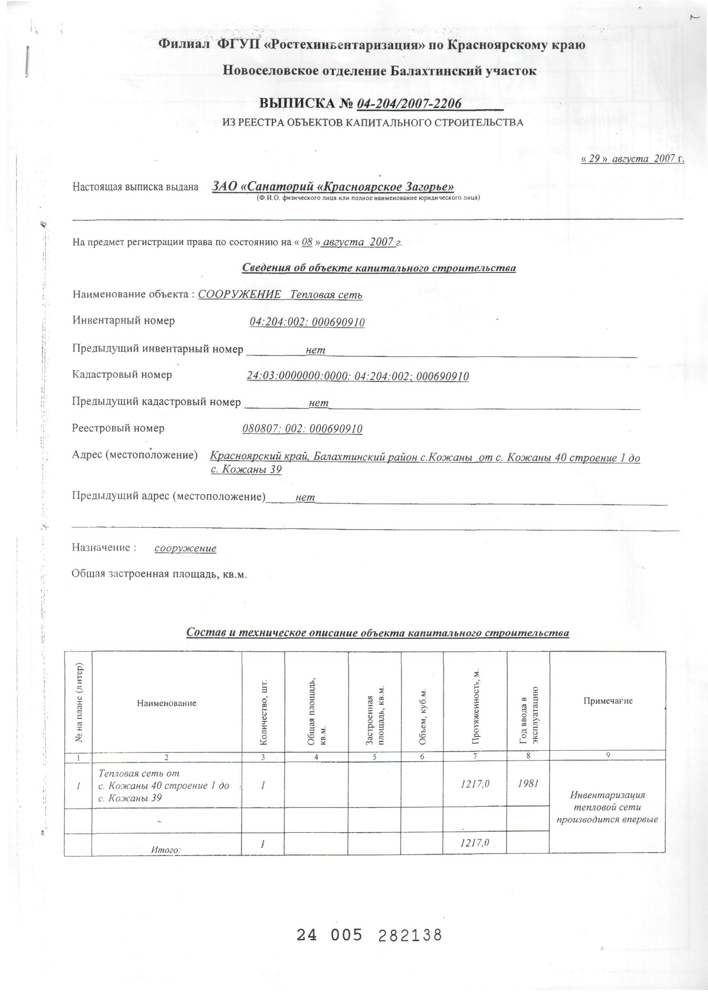 Филиал ФГУП «Ростехинвентаризация» по Красноярскому краю
Новоселовское отделение Балахтинский участок
ВЫПИСКА № 04-204/2007-2206
ИЗ РЕЕСТРА ОБЪЕКТОВ КАПИТАЛЬНОГО СТРОИТЕЛЬСТВА
« 29 » августа 2007 г.
Настоящая выписка выдана ЗАО «Санаторий «Красноярское Загорье»
(Ф.И.О. физического лица или полное наименование юридического лица)
На предмет регистрации права по состоянию на « 08 » августа 2007 г.
Сведения об объекте капитального строительства
Наименование объекта : СООРУЖЕНИЕ Тепловая сеть
Инвентарный номер 04:204:002: 000690910
Предыдущий инвентарный номер нет
Кадастровый номер 24:03:0000000:0000: 04:204:002: 000690910
Предыдущий кадастровый номер нет
Реестровый номер 080807: 002: 000690910
Адрес (местоположение) Красноярский край, Балахтинский район с.Кожаны от с. Кожаны 40 строение 1 до
с. Кожаны 39
Предыдущий адрес (местоположение) нет
Назначение : сооружение
Общая застроенная площадь, кв.м.
Состав и техническое описание объекта капитального строительства
№ на плане (литер) Наименование Количество, шт. Общая площадь, кв.м. Застроенная площадь, кв.м. Объем, куб.м. Протяженность, м. Год ввода в эксплуатацию Примечание
1 2 3 4 5 6 7 8 9
Тепловая сеть от
1 с. Кожаны 40 строение 1 до 1 1217,0 1981
с. Кожаны 39
Инвентаризация
тепловой сети
производится впервые
-
Итого: 1 1217,0
24 005 282138